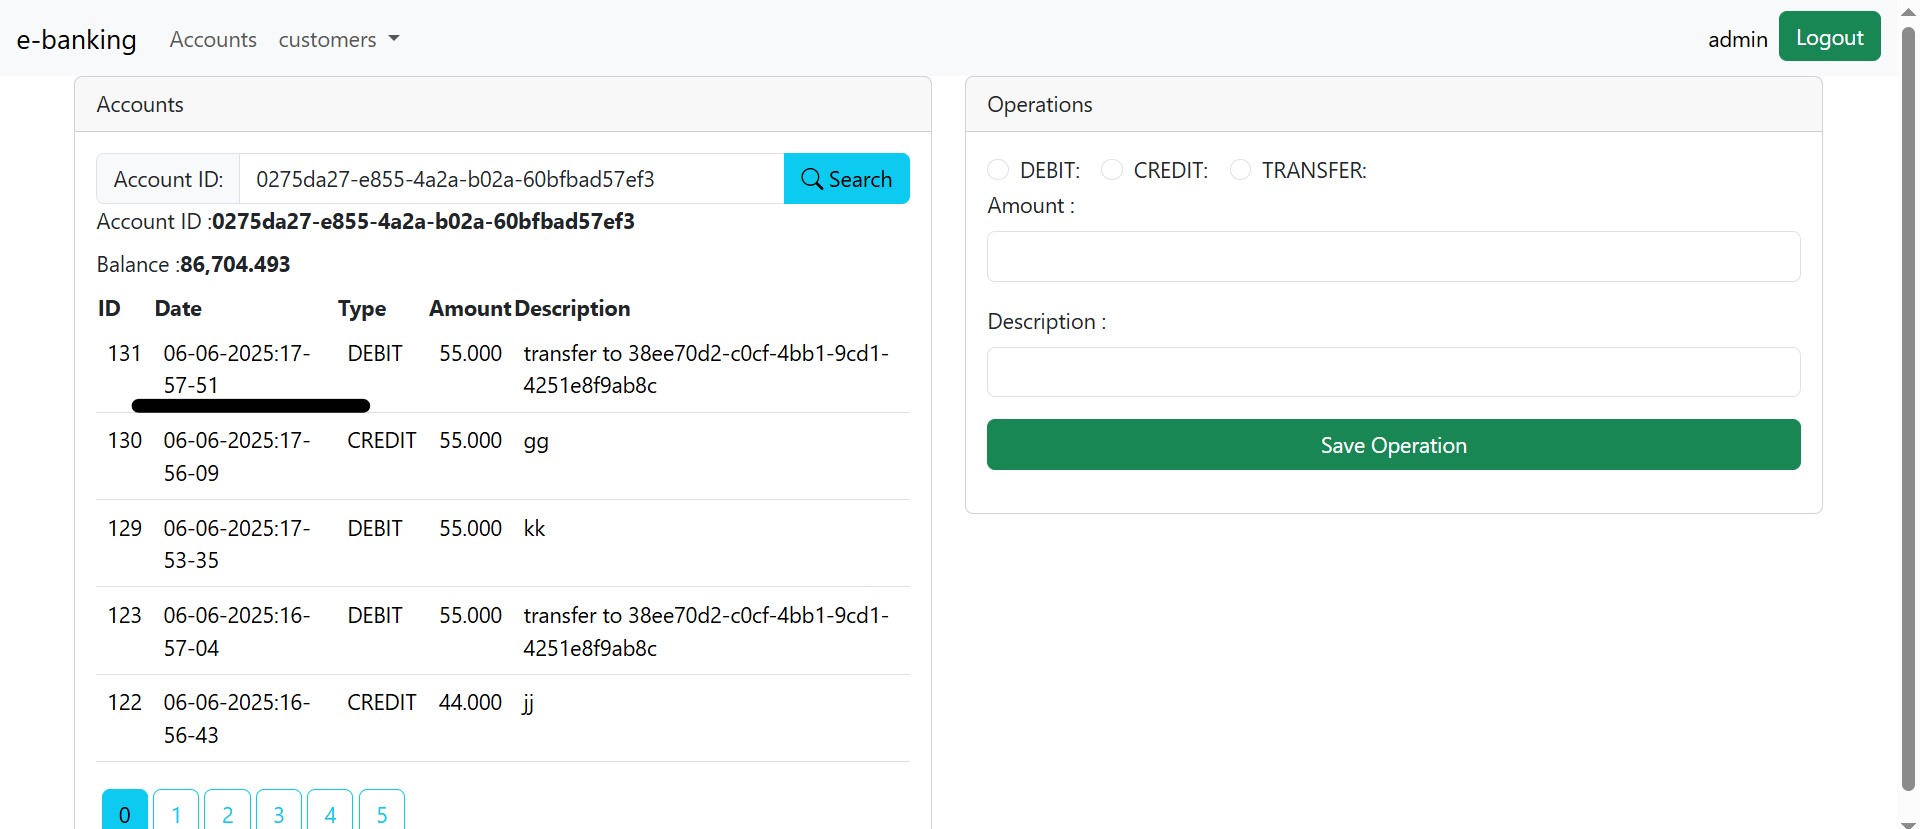 e-banking Accounts customers admin Logout
Accounts
Account ID: 0275da27-e855-4a2a-b02a-60bfbad57ef3 Search
Account ID :0275da27-e855-4a2a-b02a-60bfbad57ef3
Balance :86,704.493
ID Date Type Amount Description
131 06-06-2025:17- DEBIT 55.000 transfer to 38ee70d2-c0cf-4bb1-9cd1-
57-51 4251e8f9ab8c
130 06-06-2025:17- CREDIT 55.000 gg
56-09
129 06-06-2025:17- DEBIT 55.000 kk
53-35
123 06-06-2025:16- DEBIT 55.000 transfer to 38ee70d2-c0cf-4bb1-9cd1-
57-04 4251e8f9ab8c
122 06-06-2025:16- CREDIT 44.000 jj
56-43
0 1 2 3 4 5
Operations
DEBIT: CREDIT: TRANSFER:
Amount :
Description :
Save Operation